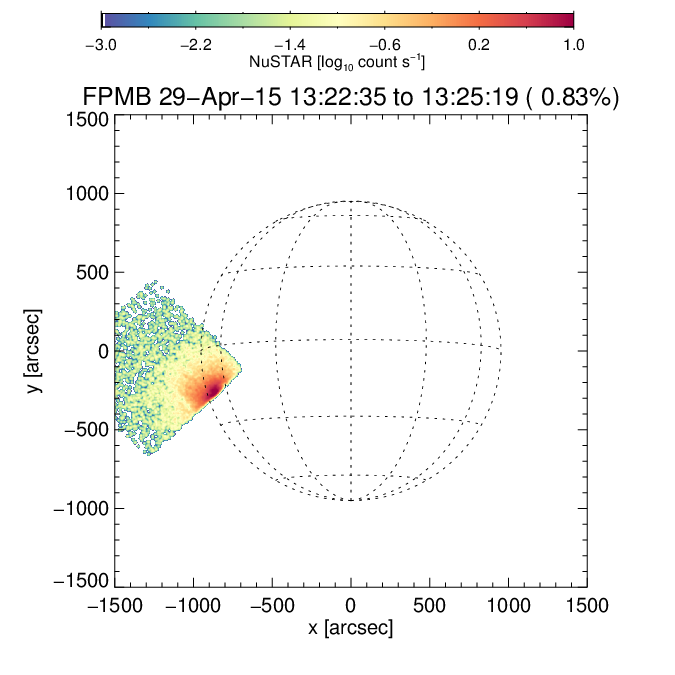 −3.0 −2.2 −1.4 −0.6 0.2 1.0
NuSTAR [log₁₀ count s⁻¹]
FPMB 29−Apr−15 13:22:35 to 13:25:19 ( 0.83%)
1500
1000
500
0
−500
−1000
−1500
y [arcsec]
−1500 −1000 −500 0 500 1000 1500
x [arcsec]